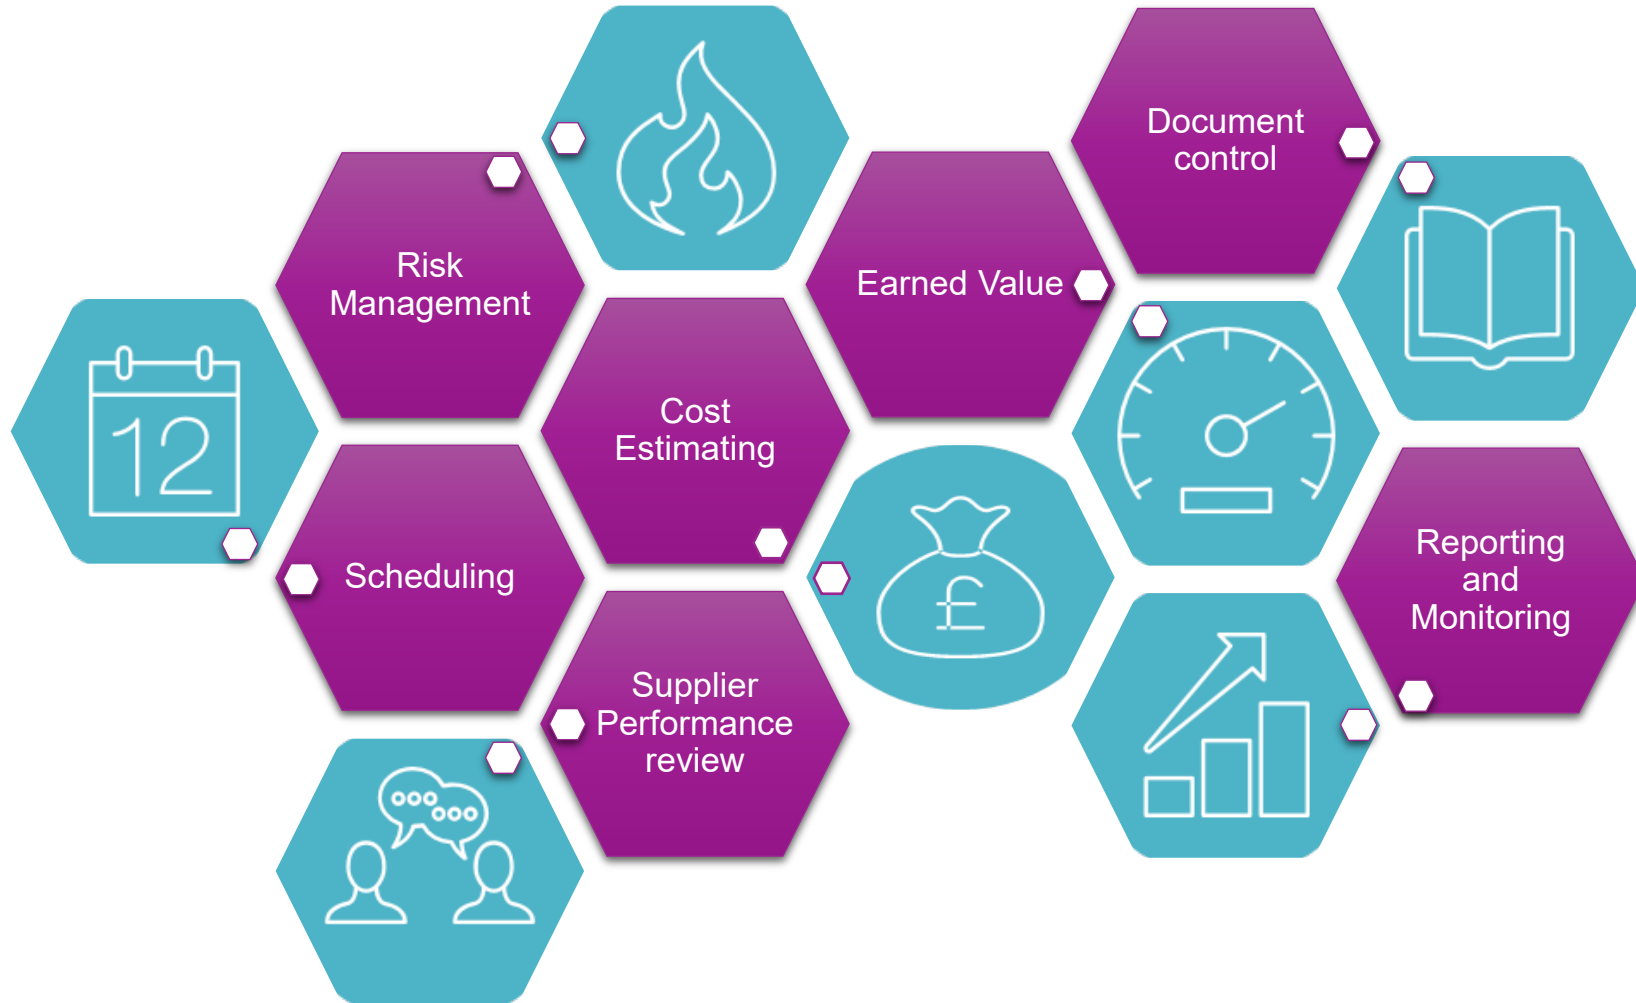 Document
control
Risk
Management
Earned Value
12
Cost
Estimating
Scheduling
£
Reporting
and
Monitoring
Supplier
Performance
review